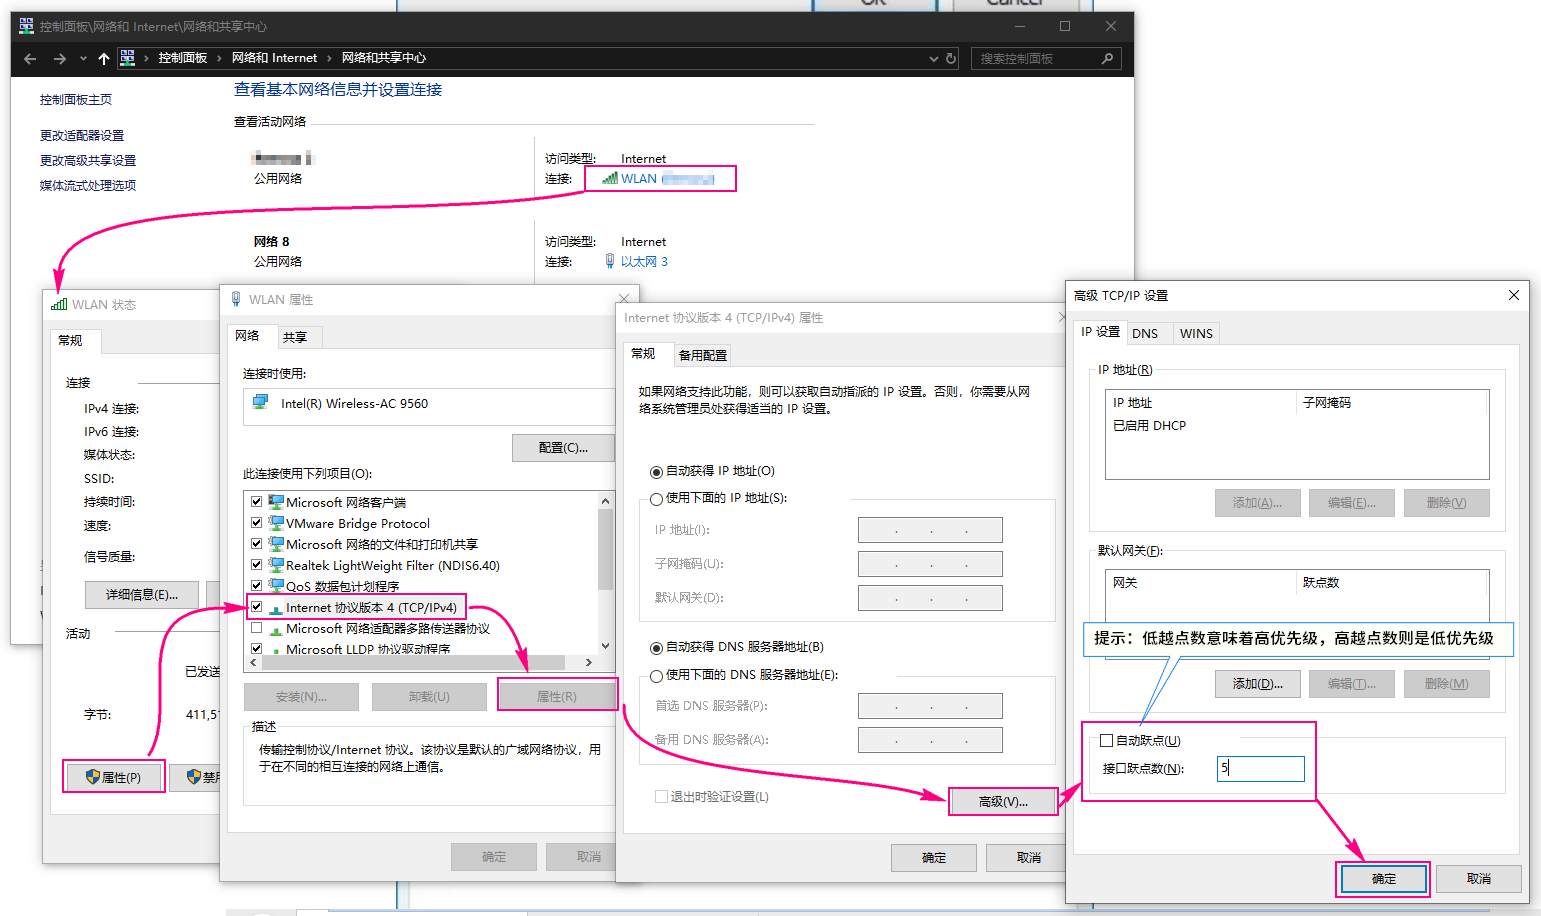 Cancel
控制面板\网络和 Internet\网络和共享中心
控制面板 › 网络和 Internet › 网络和共享中心
搜索控制面板
控制面板主页
更改适配器设置
更改高级共享设置
媒体流式处理选项
查看基本网络信息并设置连接
查看活动网络
公用网络
访问类型: Internet
连接: WLAN (
网络 8
公用网络
访问类型: Internet
连接: 以太网 3
WLAN 状态
常规
连接
IPv4 连接:
IPv6 连接:
媒体状态:
SSID:
持续时间:
速度:
信号质量:
详细信息(E)...
活动
已发送
字节: 411,5
属性(P)
禁用
WLAN 属性
网络
共享
连接时使用:
Intel(R) Wireless-AC 9560
配置(C)...
此连接使用下列项目(O):
Microsoft 网络客户端
VMware Bridge Protocol
Microsoft 网络的文件和打印机共享
Realtek LightWeight Filter (NDIS6.40)
QoS 数据包计划程序
Internet 协议版本 4 (TCP/IPv4)
Microsoft 网络适配器多路传送器协议
Microsoft LLDP 协议驱动程序
安装(N)...
卸载(U)
属性(R)
描述
传输控制协议/Internet 协议。该协议是默认的广域网络协议，用
于在不同的相互连接的网络上通信。
确定
取消
Internet 协议版本 4 (TCP/IPv4) 属性
常规
备用配置
如果网络支持此功能，则可以获取自动指派的 IP 设置。否则，你需要从网
络系统管理员处获得适当的 IP 设置。
自动获得 IP 地址(O)
使用下面的 IP 地址(S):
IP 地址(I):
子网掩码(U):
默认网关(D):
自动获得 DNS 服务器地址(B)
使用下面的 DNS 服务器地址(E):
首选 DNS 服务器(P):
备用 DNS 服务器(A):
退出时验证设置(L)
高级(V)...
确定
取消
高级 TCP/IP 设置
IP 设置
DNS
WINS
IP 地址(R)
IP 地址 子网掩码
已启用 DHCP
添加(A)...
编辑(E)...
删除(V)
默认网关(F):
网关 跃点数
提示：低越点数意味着高优先级，高越点数则是低优先级
添加(D)...
编辑(T)...
删除(M)
自动跃点(U)
接口跃点数(N): 5
确定
取消